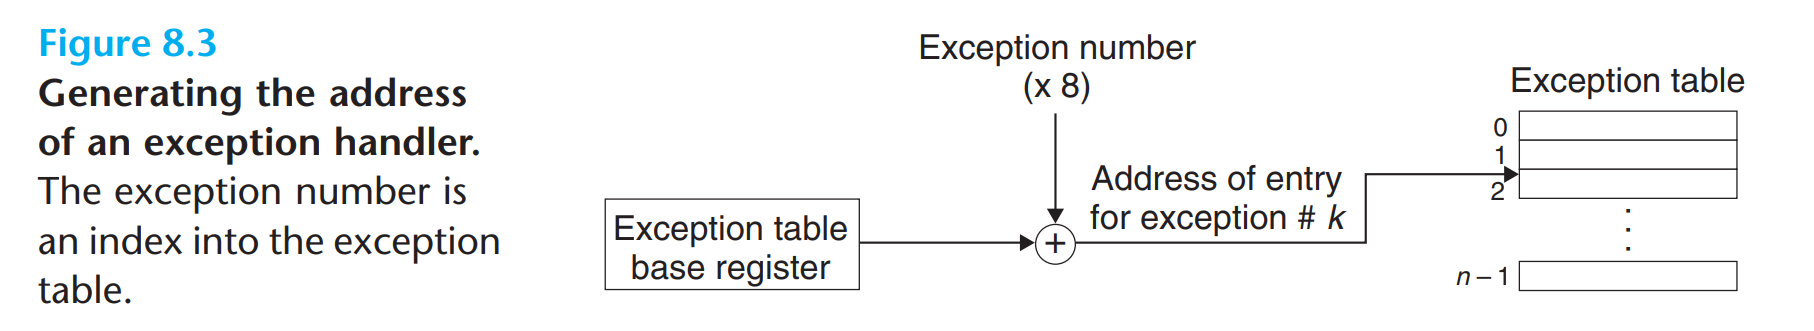 Figure 8.3
Generating the address
of an exception handler.
The exception number is
an index into the exception
table.
Exception number
(x 8)
Exception table
base register
+
Address of entry
for exception # k
Exception table
0
1
2
n – 1